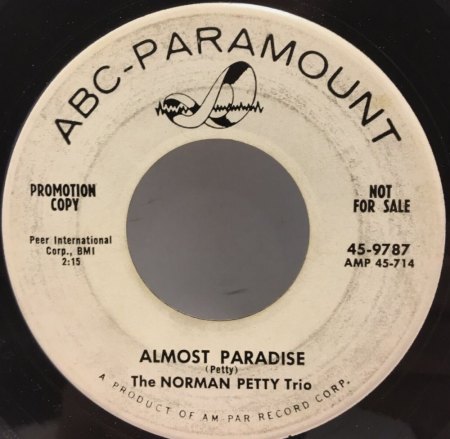 ABC-PARAMOUNT
PROMOTION
COPY
NOT
FOR SALE
Peer International
Corp., BMI
2:15
45-9787
AMP 45-714
ALMOST PARADISE
(Petty)
The NORMAN PETTY Trio
A PRODUCT OF AM-PAR RECORD CORP.